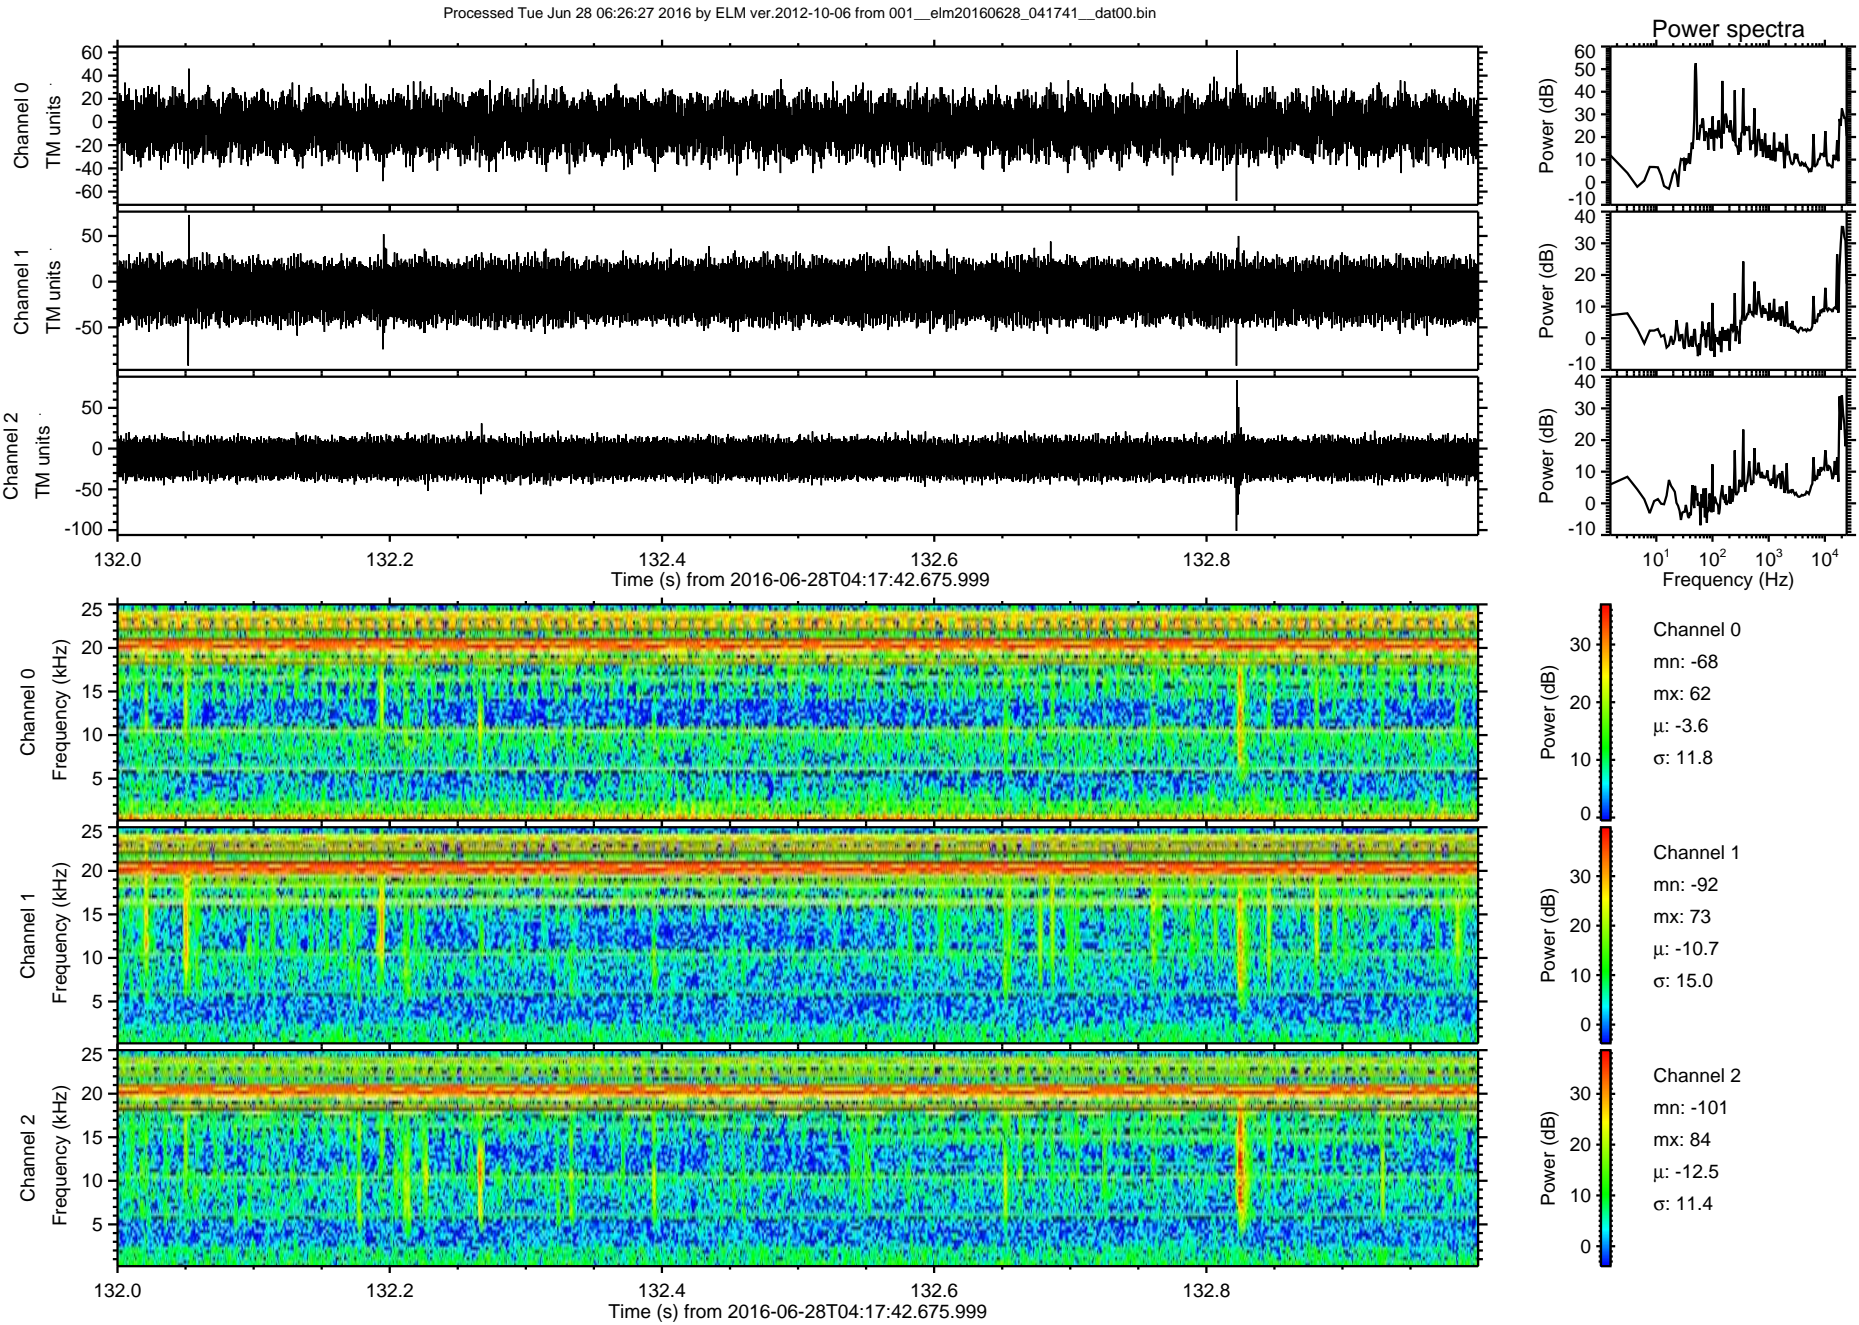 Processed Tue Jun 28 06:26:27 2016 by ELM ver.2012-10-06 from 001__elm20160628_041741__dat00.bin
Power spectra
Channel 0
TM units
60
40
20
0
-20
-40
-60
Power (dB)
60
50
40
30
20
10
0
-10
Channel 1
TM units
50
0
-50
Power (dB)
40
30
20
10
0
-10
Channel 2
TM units
50
0
-50
-100
Power (dB)
40
30
20
10
0
-10
132.0 132.2 132.4 132.6 132.8
Time (s) from 2016-06-28T04:17:42.675.999
10¹ 10² 10³ 10⁴
Frequency (Hz)
Channel 0
Frequency (kHz)
25
20
15
10
5
Power (dB)
30
20
10
0
Channel 0
mn: -68
mx: 62
μ: -3.6
σ: 11.8
Channel 1
Frequency (kHz)
25
20
15
10
5
Power (dB)
30
20
10
0
Channel 1
mn: -92
mx: 73
μ: -10.7
σ: 15.0
Channel 2
Frequency (kHz)
25
20
15
10
5
Power (dB)
30
20
10
0
Channel 2
mn: -101
mx: 84
μ: -12.5
σ: 11.4
132.0 132.2 132.4 132.6 132.8
Time (s) from 2016-06-28T04:17:42.675.999